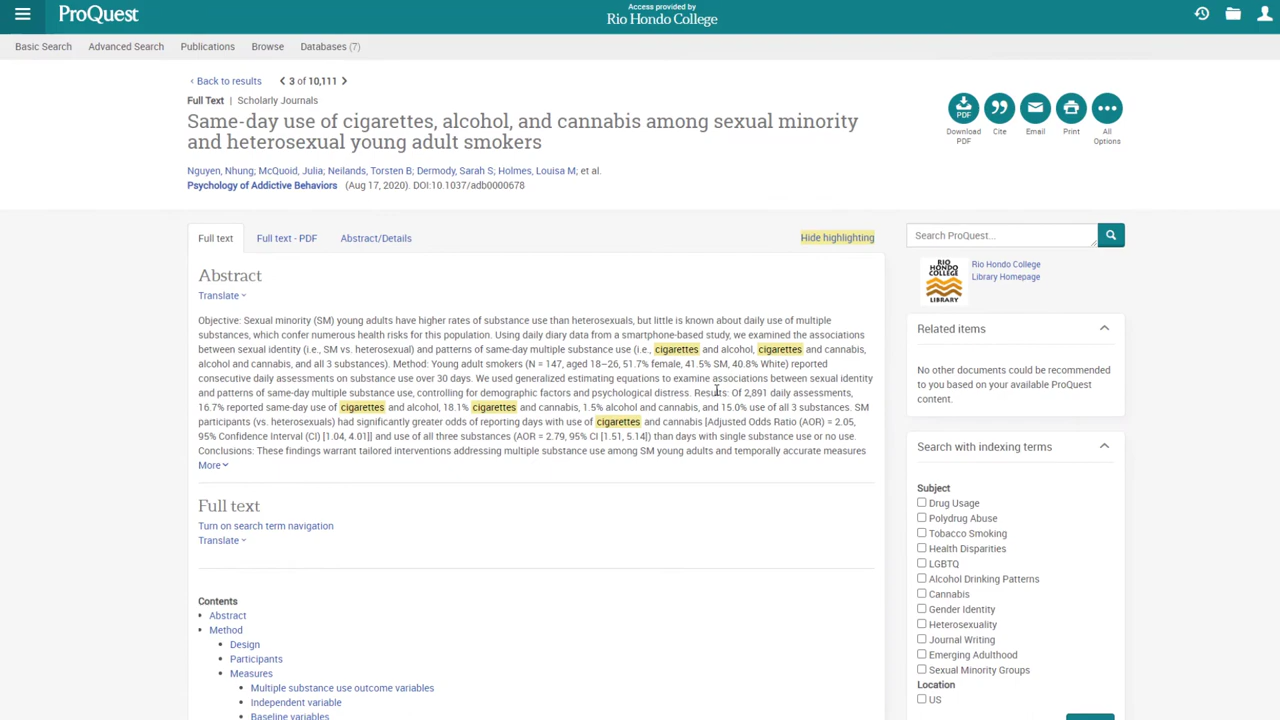 ProQuest
Access provided by
Rio Hondo College
Basic Search
Advanced Search
Publications
Browse
Databases (7)
‹ Back to results
3 of 10,111
Full Text | Scholarly Journals
Same-day use of cigarettes, alcohol, and cannabis among sexual minority
and heterosexual young adult smokers
Nguyen, Nhung; McQuoid, Julia; Neilands, Torsten B; Dermody, Sarah S; Holmes, Louisa M; et al.
Psychology of Addictive Behaviors (Aug 17, 2020). DOI:10.1037/adb0000678
PDF
Download
PDF
Cite
Email
Print
All
Options
Full text
Full text - PDF
Abstract/Details
Hide highlighting
Abstract
Translate
Objective: Sexual minority (SM) young adults have higher rates of substance use than heterosexuals, but little is known about daily use of multiple
substances, which confer numerous health risks for this population. Using daily diary data from a smartphone-based study, we examined the associations
between sexual identity (i.e., SM vs. heterosexual) and patterns of same-day multiple substance use (i.e., cigarettes and alcohol, cigarettes and cannabis,
alcohol and cannabis, and all 3 substances). Method: Young adult smokers (N = 147, aged 18–26, 51.7% female, 41.5% SM, 40.8% White) reported
consecutive daily assessments on substance use over 30 days. We used generalized estimating equations to examine associations between sexual identity
and patterns of same-day multiple substance use, controlling for demographic factors and psychological distress. Results: Of 2,891 daily assessments,
16.7% reported same-day use of cigarettes and alcohol, 18.1% cigarettes and cannabis, 1.5% alcohol and cannabis, and 15.0% use of all 3 substances. SM
participants (vs. heterosexuals) had significantly greater odds of reporting days with use of cigarettes and cannabis [Adjusted Odds Ratio (AOR) = 2.05,
95% Confidence Interval (CI) [1.04, 4.01]] and use of all three substances (AOR = 2.79, 95% CI [1.51, 5.14]) than days with single substance use or no use.
Conclusions: These findings warrant tailored interventions addressing multiple substance use among SM young adults and temporally accurate measures
More
Full text
Turn on search term navigation
Translate
Contents
• Abstract
• Method
• Design
• Participants
• Measures
• Multiple substance use outcome variables
• Independent variable
• Baseline variables
Search ProQuest...
RIO
HONDO
COLLEGE
LIBRARY
Rio Hondo College
Library Homepage
Related items
No other documents could be recommended
to you based on your available ProQuest
content.
Search with indexing terms
Subject
Drug Usage
Polydrug Abuse
Tobacco Smoking
Health Disparities
LGBTQ
Alcohol Drinking Patterns
Cannabis
Gender Identity
Heterosexuality
Journal Writing
Emerging Adulthood
Sexual Minority Groups
Location
US